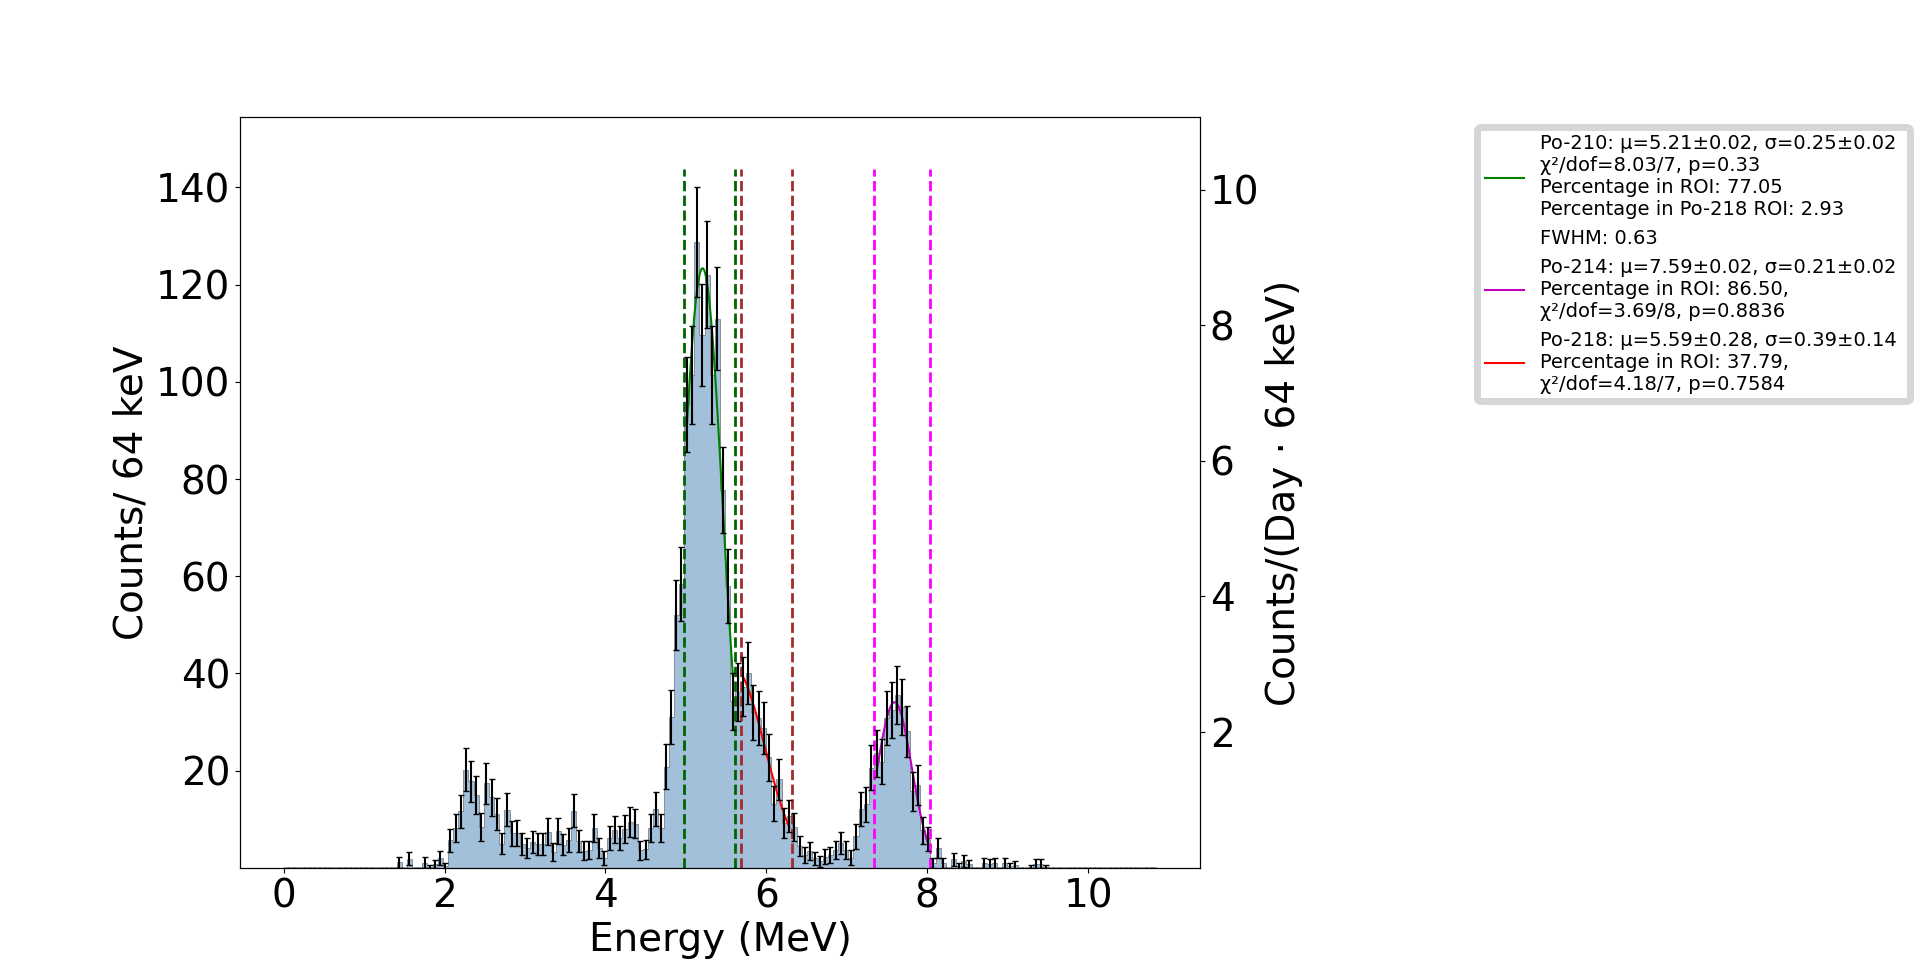 140
120
100
80
60
40
20
Counts/ 64 keV
0
2
4
6
8
10
Energy (MeV)
10
8
6
4
2
Counts/(Day · 64 keV)
Po-210: μ=5.21±0.02, σ=0.25±0.02
χ²/dof=8.03/7, p=0.33
Percentage in ROI: 77.05
Percentage in Po-218 ROI: 2.93
FWHM: 0.63
Po-214: μ=7.59±0.02, σ=0.21±0.02
Percentage in ROI: 86.50,
χ²/dof=3.69/8, p=0.8836
Po-218: μ=5.59±0.28, σ=0.39±0.14
Percentage in ROI: 37.79,
χ²/dof=4.18/7, p=0.7584